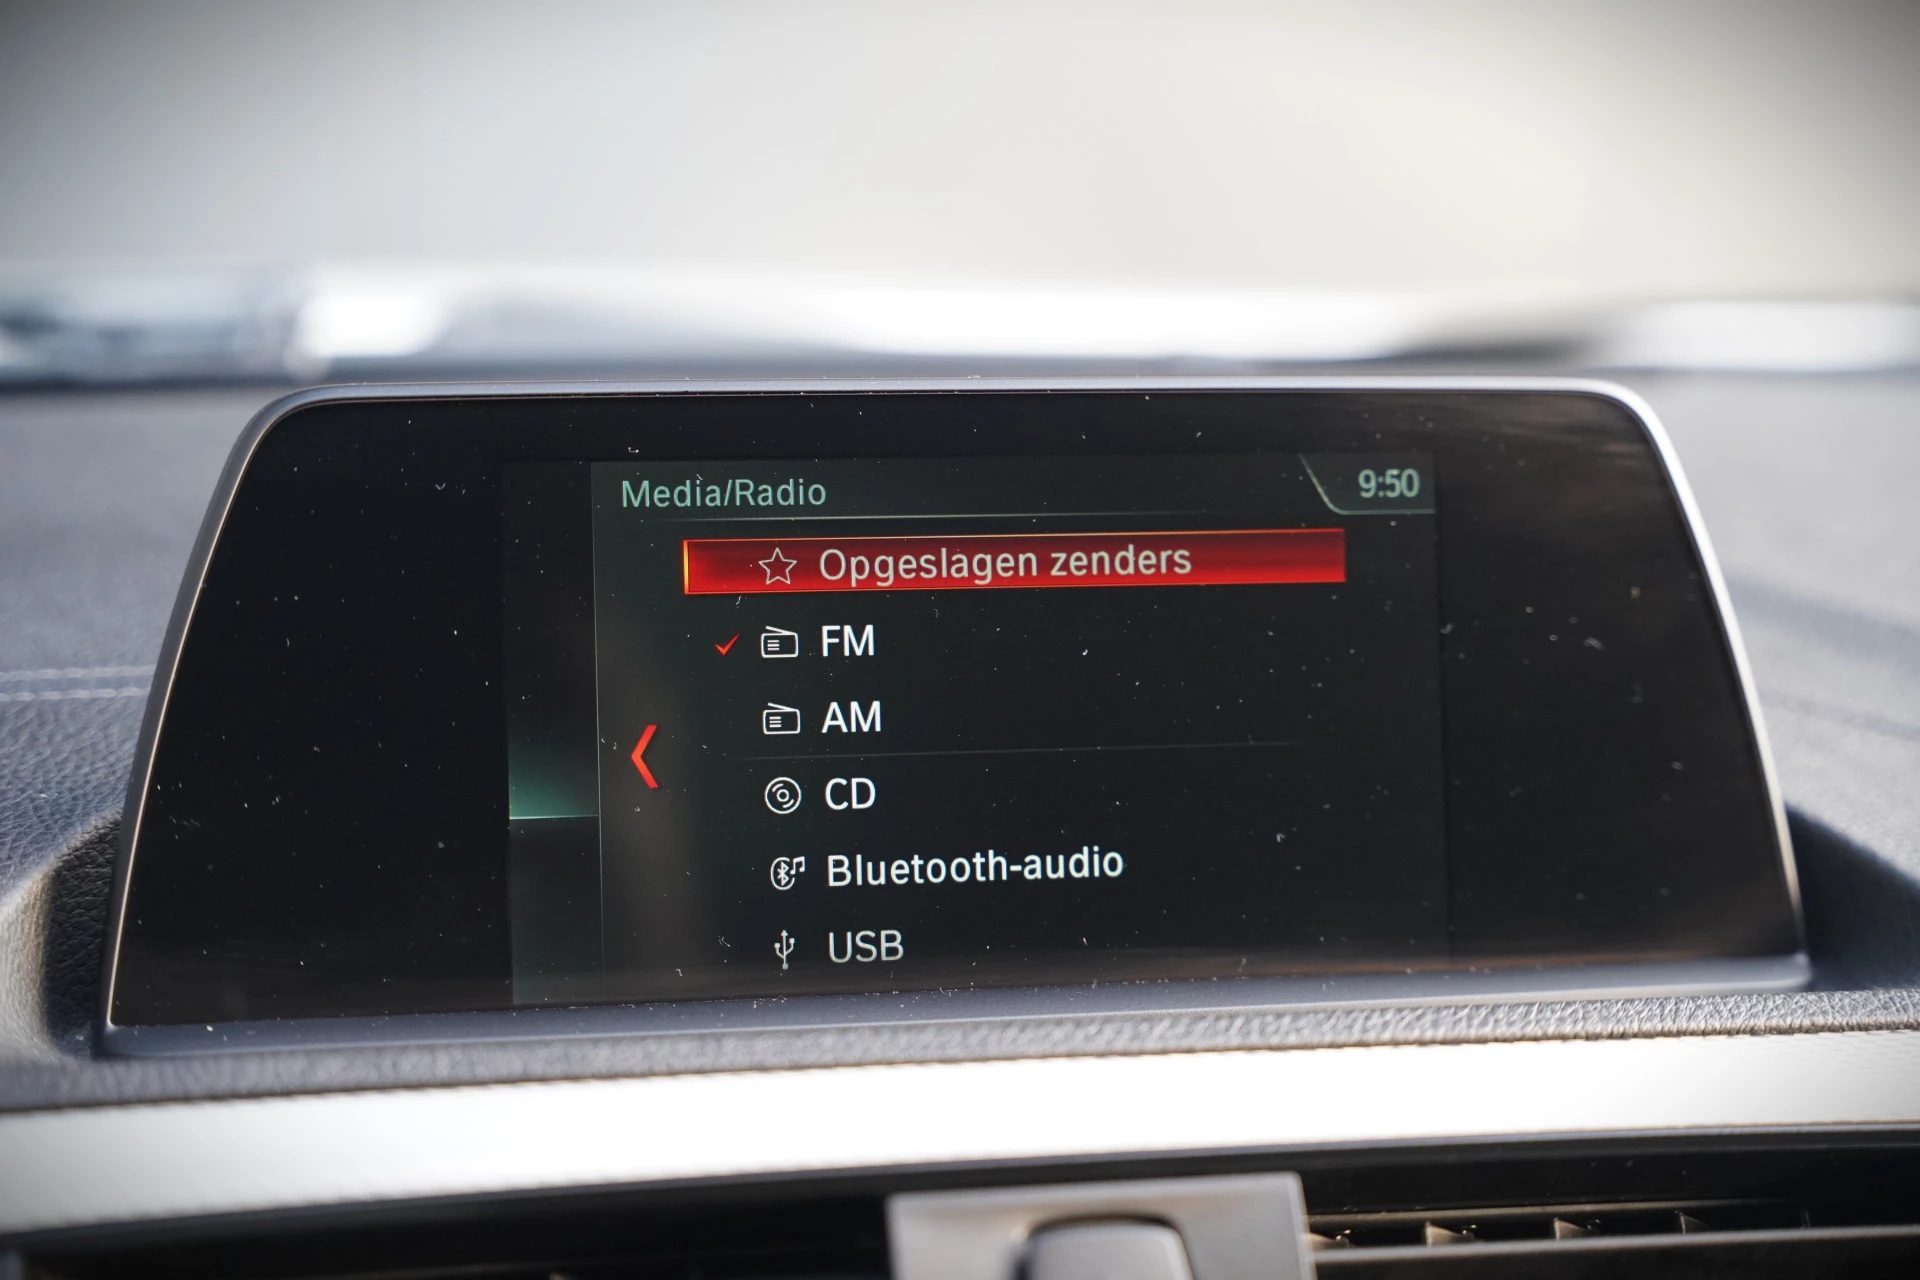 Media/Radio
9:50
Opgeslagen zenders
FM
AM
CD
Bluetooth-audio
USB